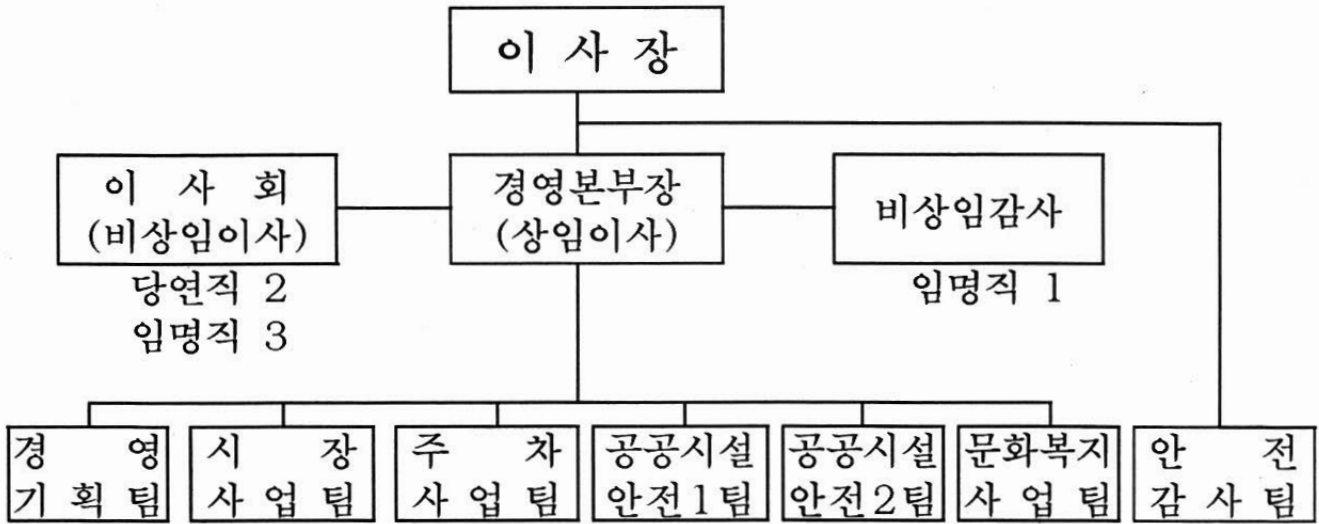 이 사 장
이 사 회
(비상임이사)
당연직 2
임명직 3
경영본부장
(상임이사)
비상임감사
임명직 1
경 영
기 획 팀
시 장
사 업 팀
주 차
사 업 팀
공공시설
안전1팀
공공시설
안전2팀
문화복지
사 업 팀
안 전
감 사 팀